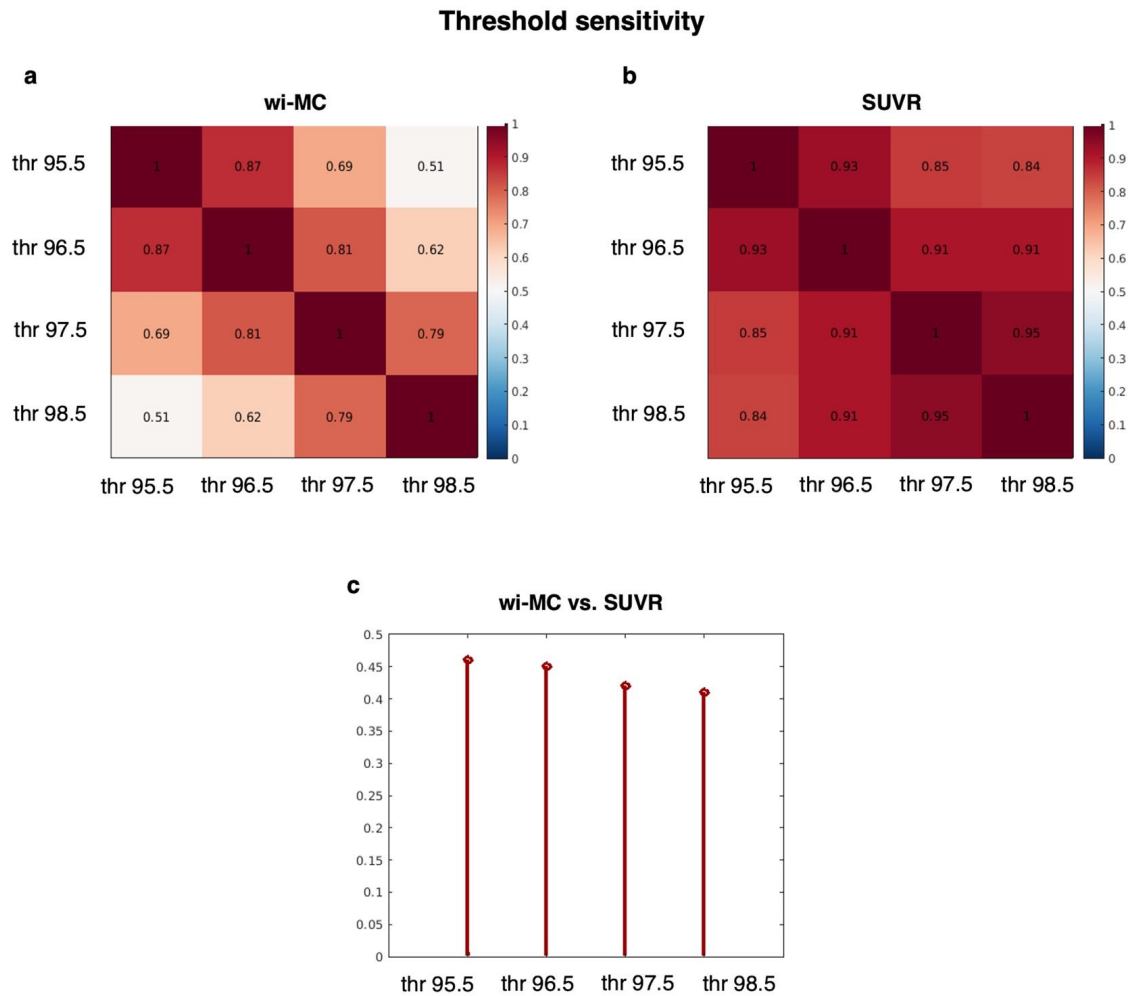 Threshold sensitivity
a
wi-MC
thr 95.5 1 0.87 0.69 0.51
thr 96.5 0.87 1 0.81 0.62
thr 97.5 0.69 0.81 1 0.79
thr 98.5 0.51 0.62 0.79 1
thr 95.5 thr 96.5 thr 97.5 thr 98.5
1
0.9
0.8
0.7
0.6
0.5
0.4
0.3
0.2
0.1
0
b
SUVR
thr 95.5 1 0.93 0.85 0.84
thr 96.5 0.93 1 0.91 0.91
thr 97.5 0.85 0.91 1 0.95
thr 98.5 0.84 0.91 0.95 1
thr 95.5 thr 96.5 thr 97.5 thr 98.5
1
0.9
0.8
0.7
0.6
0.5
0.4
0.3
0.2
0.1
0
c
wi-MC vs. SUVR
0.5
0.45
0.4
0.35
0.3
0.25
0.2
0.15
0.1
0.05
0
thr 95.5 thr 96.5 thr 97.5 thr 98.5